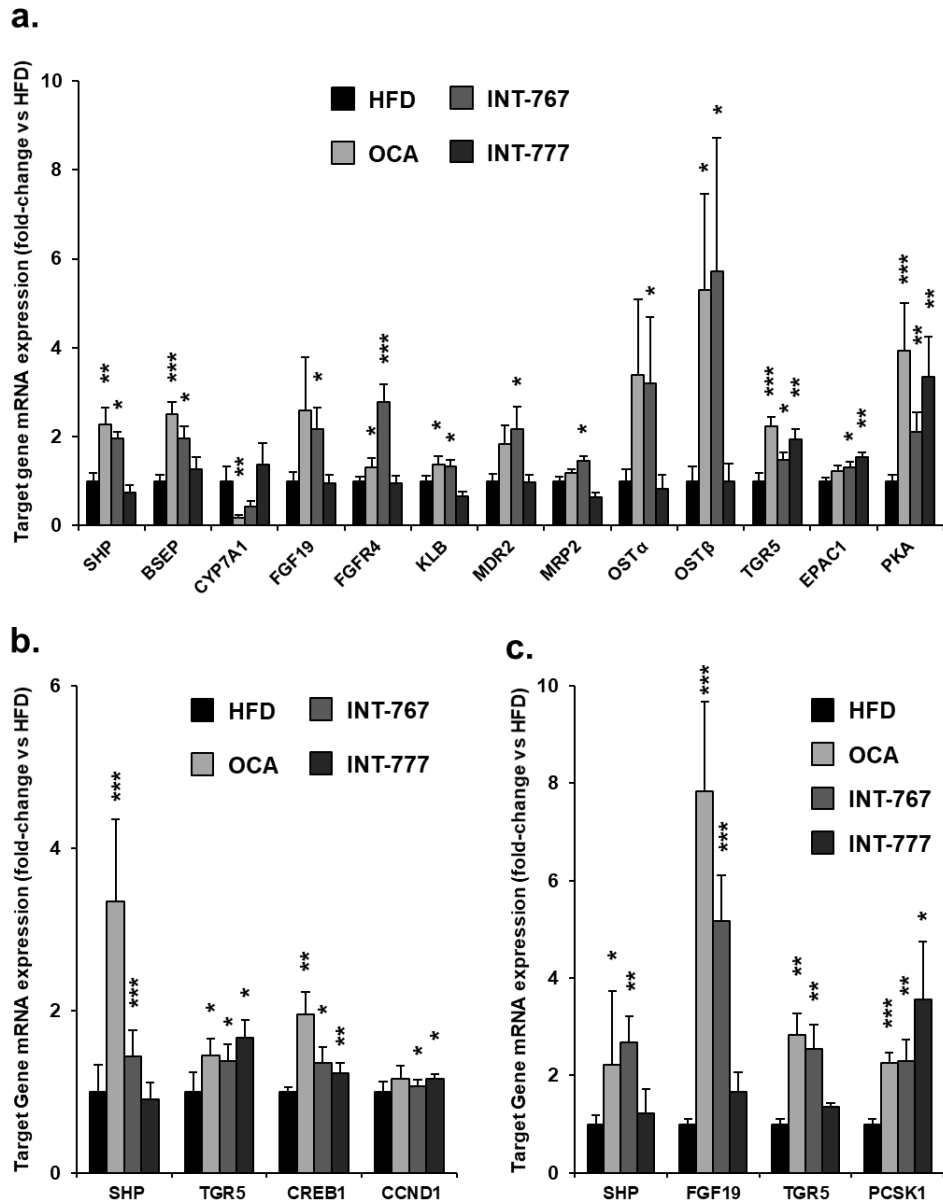 a.
Target gene mRNA expression (fold-change vs HFD)
10
8
6
4
2
0
HFD
INT-767
OCA
INT-777
**
*
***
*
**
*
*
***
*
*
*
*
*
*
*
***
*
**
*
**
***
**
**
SHP
BSEP
CYP7A1
FGF19
FGFR4
KLB
MDR2
MRP2
OSTα
OSTβ
TGR5
EPAC1
PKA
b.
Target Gene mRNA expression (fold-change vs HFD)
6
4
2
0
HFD
INT-767
OCA
INT-777
***
***
*
*
*
**
*
**
*
*
SHP
TGR5
CREB1
CCND1
c.
Target Gene mRNA expression (fold-change vs HFD)
10
8
6
4
2
0
HFD
OCA
INT-767
INT-777
*
**
***
***
**
**
***
**
*
SHP
FGF19
TGR5
PCSK1